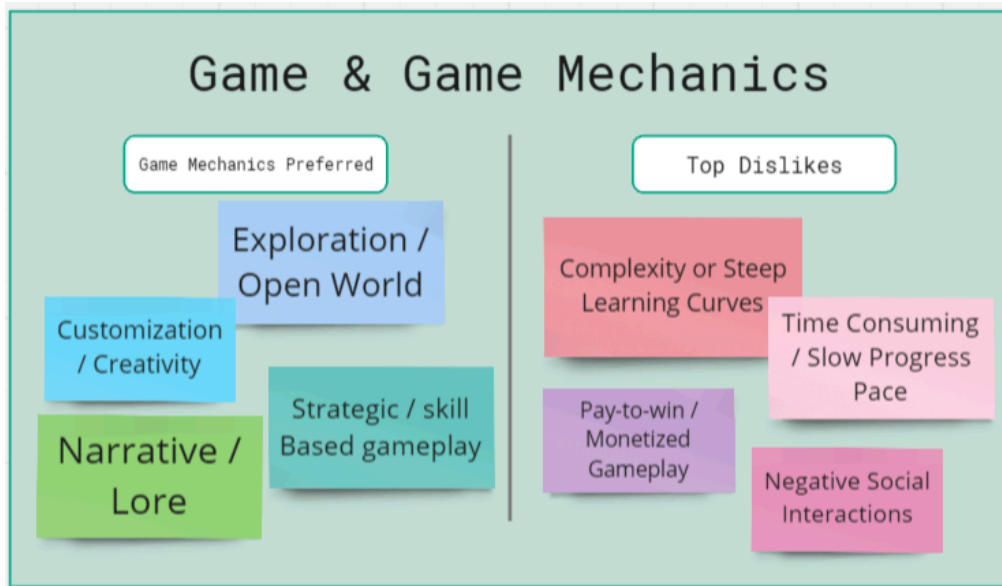 Game & Game Mechanics
Game Mechanics Preferred
Exploration /
Open World
Customization
/ Creativity
Strategic / skill
Based gameplay
Narrative /
Lore
Top Dislikes
Complexity or Steep
Learning Curves
Time Consuming
/ Slow Progress
Pace
Pay-to-win /
Monetized
Gameplay
Negative Social
Interactions